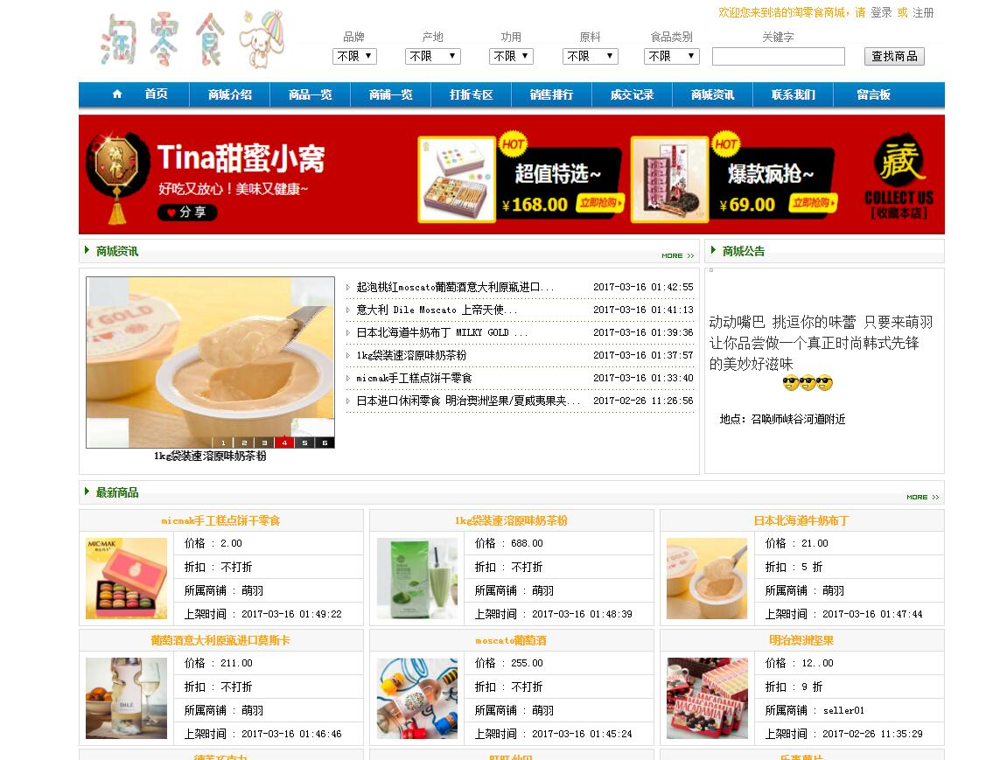 欢迎您来到洁的淘零食商城，请 登录 或 注册
淘零食
品牌 产地 功用 原料 食品类别 关键字
不限 不限 不限 不限 不限 查找商品
首页 商城介绍 商品一览 商铺一览 打折专区 销售排行 成交记录 商城资讯 联系我们 留言板
诚信
Tina甜蜜小窝
好吃又放心！美味又健康~
分享
HOT
超值特选~
¥168.00 立即抢购
HOT
爆款疯抢~
¥69.00 立即抢购
藏
COLLECT US
[收藏本店]
商城资讯
MORE >>
商城公告
起泡桃红moscato葡萄酒意大利原瓶进口... 2017-03-16 01:42:55
意大利 Dile Moscato 上帝天使... 2017-03-16 01:41:13
日本北海道牛奶布丁 MILKY GOLD ... 2017-03-16 01:39:36
1kg袋装速溶原味奶茶粉 2017-03-16 01:37:57
micmak手工糕点饼干零食 2017-03-16 01:33:40
日本进口休闲零食 明治澳洲坚果/夏威夷果夹... 2017-02-26 11:26:56
1 2 3 4 5 6
1kg袋装速溶原味奶茶粉
动动嘴巴 挑逗你的味蕾 只要来萌羽
让你品尝做一个真正时尚韩式先锋
的美妙好滋味
地点：召唤师峡谷河道附近
最新商品
MORE >>
micmak手工糕点饼干零食
MICMAK
价格 : 2.00
折扣 : 不打折
所属商铺 : 萌羽
上架时间 : 2017-03-16 01:49:22
1kg袋装速溶原味奶茶粉
价格 : 688.00
折扣 : 不打折
所属商铺 : 萌羽
上架时间 : 2017-03-16 01:48:39
日本北海道牛奶布丁
价格 : 21.00
折扣 : 5 折
所属商铺 : 萌羽
上架时间 : 2017-03-16 01:47:44
葡萄酒意大利原瓶进口莫斯卡
DILE
价格 : 211.00
折扣 : 不打折
所属商铺 : 萌羽
上架时间 : 2017-03-16 01:46:46
moscato葡萄酒
价格 : 255.00
折扣 : 不打折
所属商铺 : 萌羽
上架时间 : 2017-03-16 01:45:24
明治澳洲坚果
MACADAMIA
价格 : 12..00
折扣 : 9 折
所属商铺 : seller01
上架时间 : 2017-02-26 11:35:29